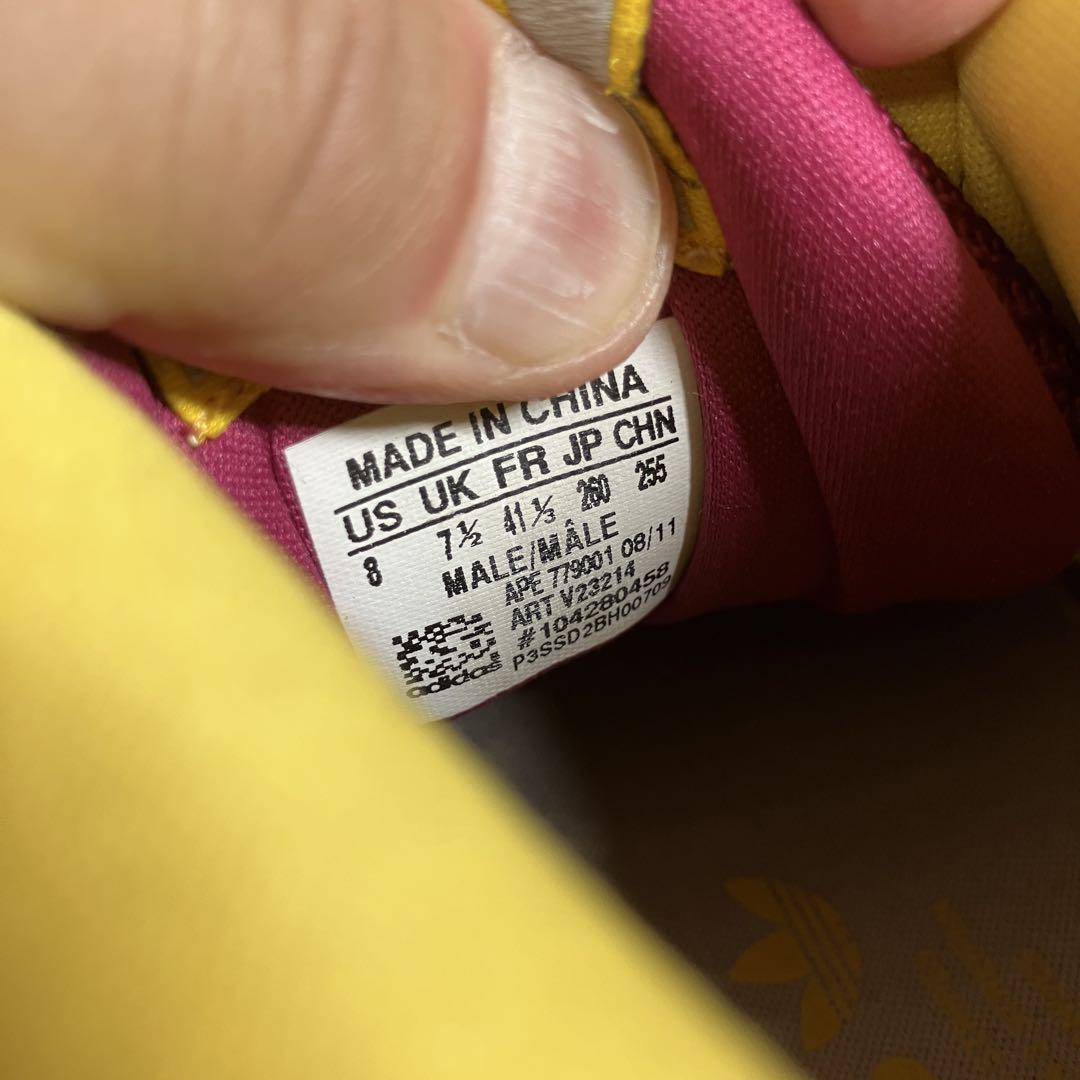 MADE IN CHINA
US UK FR JP CHN
8 7½ 41⅓ 260 255
MALE/MÂLE
APE 779001 08/11
ART V23214
#104280458
P3SSD2BH00709
adidas